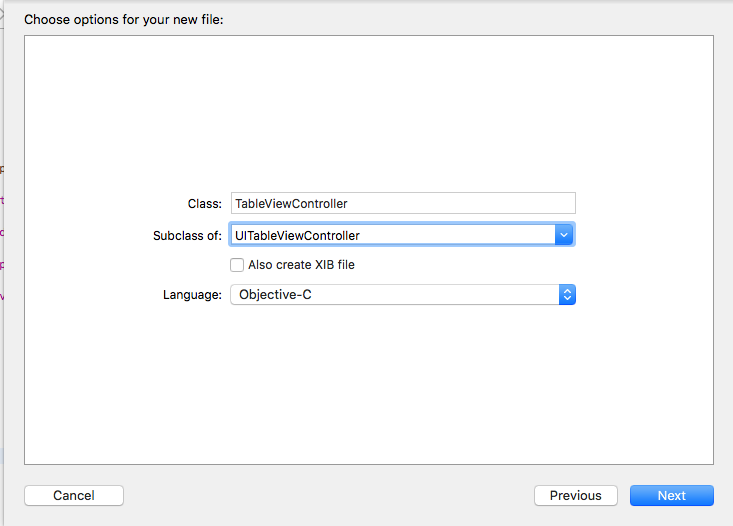 Choose options for your new file:
Class: TableViewController
Subclass of: UITableViewController
Also create XIB file
Language: Objective-C
Cancel Previous Next